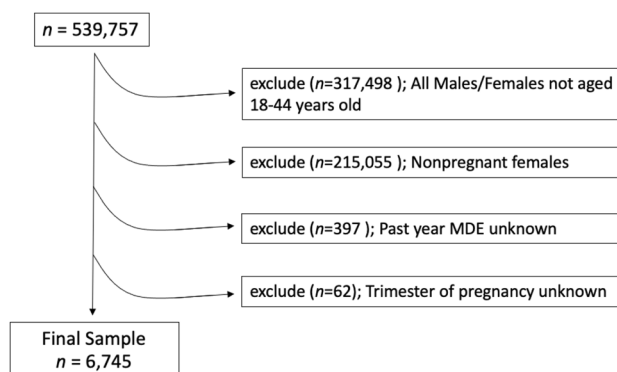 n = 539,757
exclude (n=317,498 ); All Males/Females not aged
18-44 years old
exclude (n=215,055 ); Nonpregnant females
exclude (n=397 ); Past year MDE unknown
exclude (n=62); Trimester of pregnancy unknown
Final Sample
n = 6,745